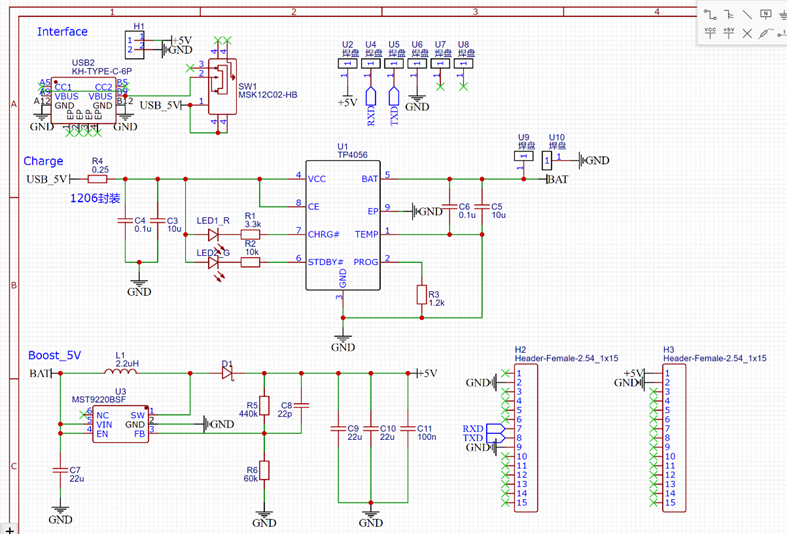 1 2 3 4
Interface
H1
1 1
2 2
+5V
GND
USB2
KH-TYPE-C-6P
A5 CC1 CC2 B5
VBUS VBUS
A12 GND GND B12
EP EP EP EP
GND GND
USB_5V
4 4
3
2
1
4 4
SW1
MSK12C02-HB
U2 U4 U5 U6 U7 U8
焊盘 焊盘 焊盘 焊盘 焊盘 焊盘
1 1 1 1 1 1
+5V RXD TXD GND
VCC +5V
A
Charge
R4
0.25
USB_5V
1206封装
C4
0.1u
C3
10u
GND
LED1_R
R1
3.3k
LED2_G
R2
10k
U1
TP4056
4 VCC BAT 5
8 CE
EP 9 GND
7 CHRG# TEMP 1
6 STDBY# PROG 2
GND
3
GND
R3
1.2k
C6
0.1u
C5
10u
U9
焊盘
1
U10
焊盘
1
GND
BAT
B
Boost_5V
BAT
L1
2.2uH
D1
+5V
U3
MST9220BSF
6 NC SW 1
5 VIN GND 2
4 EN FB 3
GND
C7
22u
GND
R5
440k
C8
22p
R6
60k
GND
C9
22u
C10
22u
C11
100n
GND
C
H2
Header-Female-2.54_1x15
1
GND 2
3
4
5
6
RXD 7
TXD 8
GND 9
10
11
12
13
14
15
H3
Header-Female-2.54_1x15
+5V 1
GND 2
3
4
5
6
7
8
9
10
11
12
13
14
15